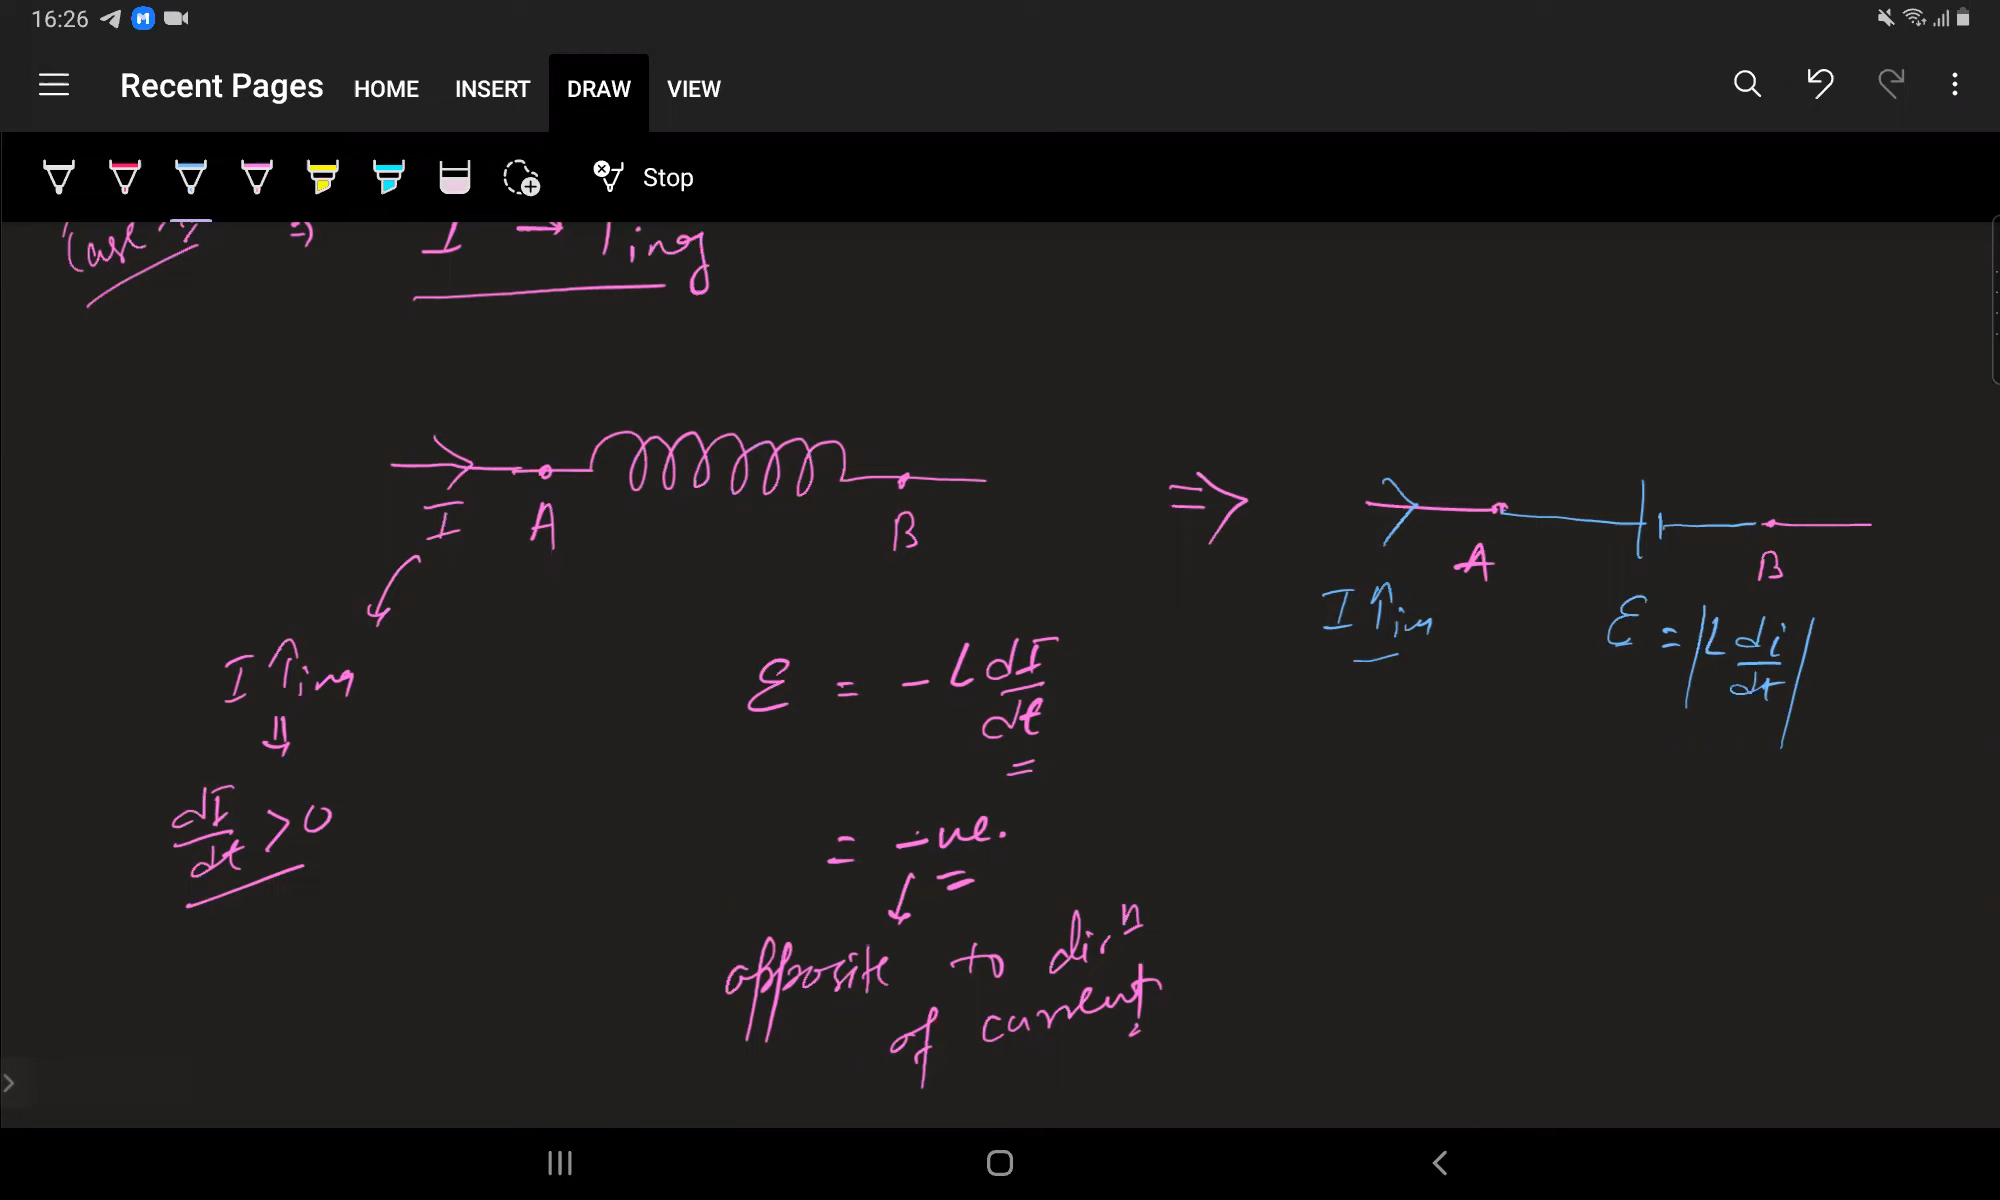 16:26
Recent Pages HOME INSERT DRAW VIEW
Stop
Case-I ⇒ I → ↑ing
I A B ⇒ A B
I ↑ing
I ↑ing
ε = - L dI/dt
ε = |L di/dt|
⇓
dI/dt > 0
= -ve.
opposite to dirⁿ
of current